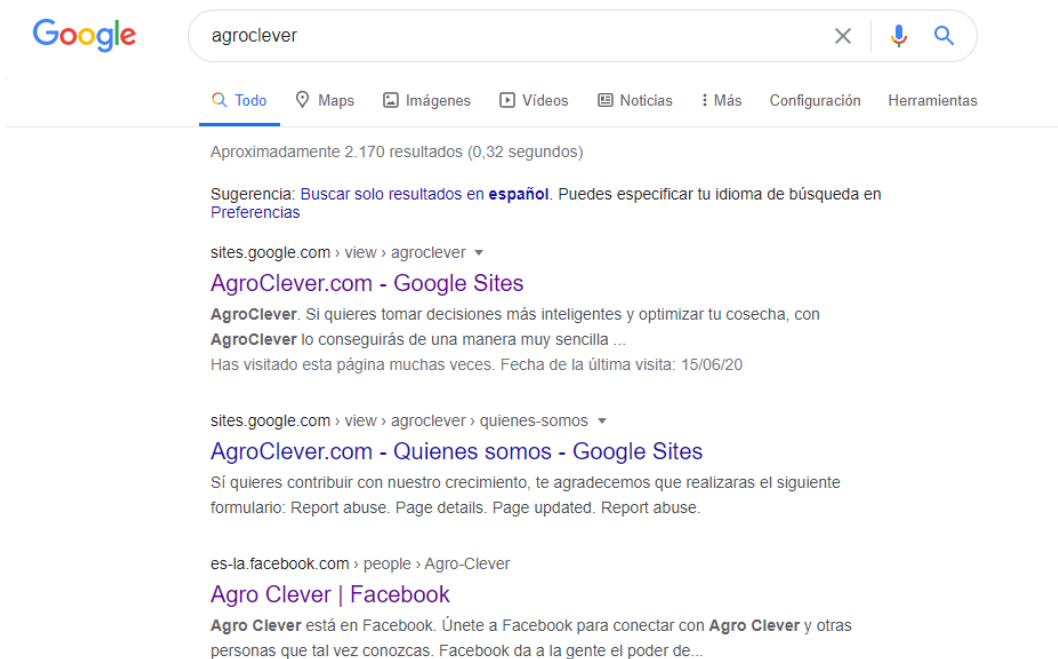 Google
agroclever
Todo Maps Imágenes Vídeos Noticias Más Configuración Herramientas
Aproximadamente 2.170 resultados (0,32 segundos)
Sugerencia: Buscar solo resultados en español. Puedes especificar tu idioma de búsqueda en
Preferencias
sites.google.com › view › agroclever
AgroClever.com - Google Sites
AgroClever. Si quieres tomar decisiones más inteligentes y optimizar tu cosecha, con
AgroClever lo conseguirás de una manera muy sencilla ...
Has visitado esta página muchas veces. Fecha de la última visita: 15/06/20
sites.google.com › view › agroclever › quienes-somos
AgroClever.com - Quienes somos - Google Sites
Sí quieres contribuir con nuestro crecimiento, te agradecemos que realizaras el siguiente
formulario: Report abuse. Page details. Page updated. Report abuse.
es-la.facebook.com › people › Agro-Clever
Agro Clever | Facebook
Agro Clever está en Facebook. Únete a Facebook para conectar con Agro Clever y otras
personas que tal vez conozcas. Facebook da a la gente el poder de...